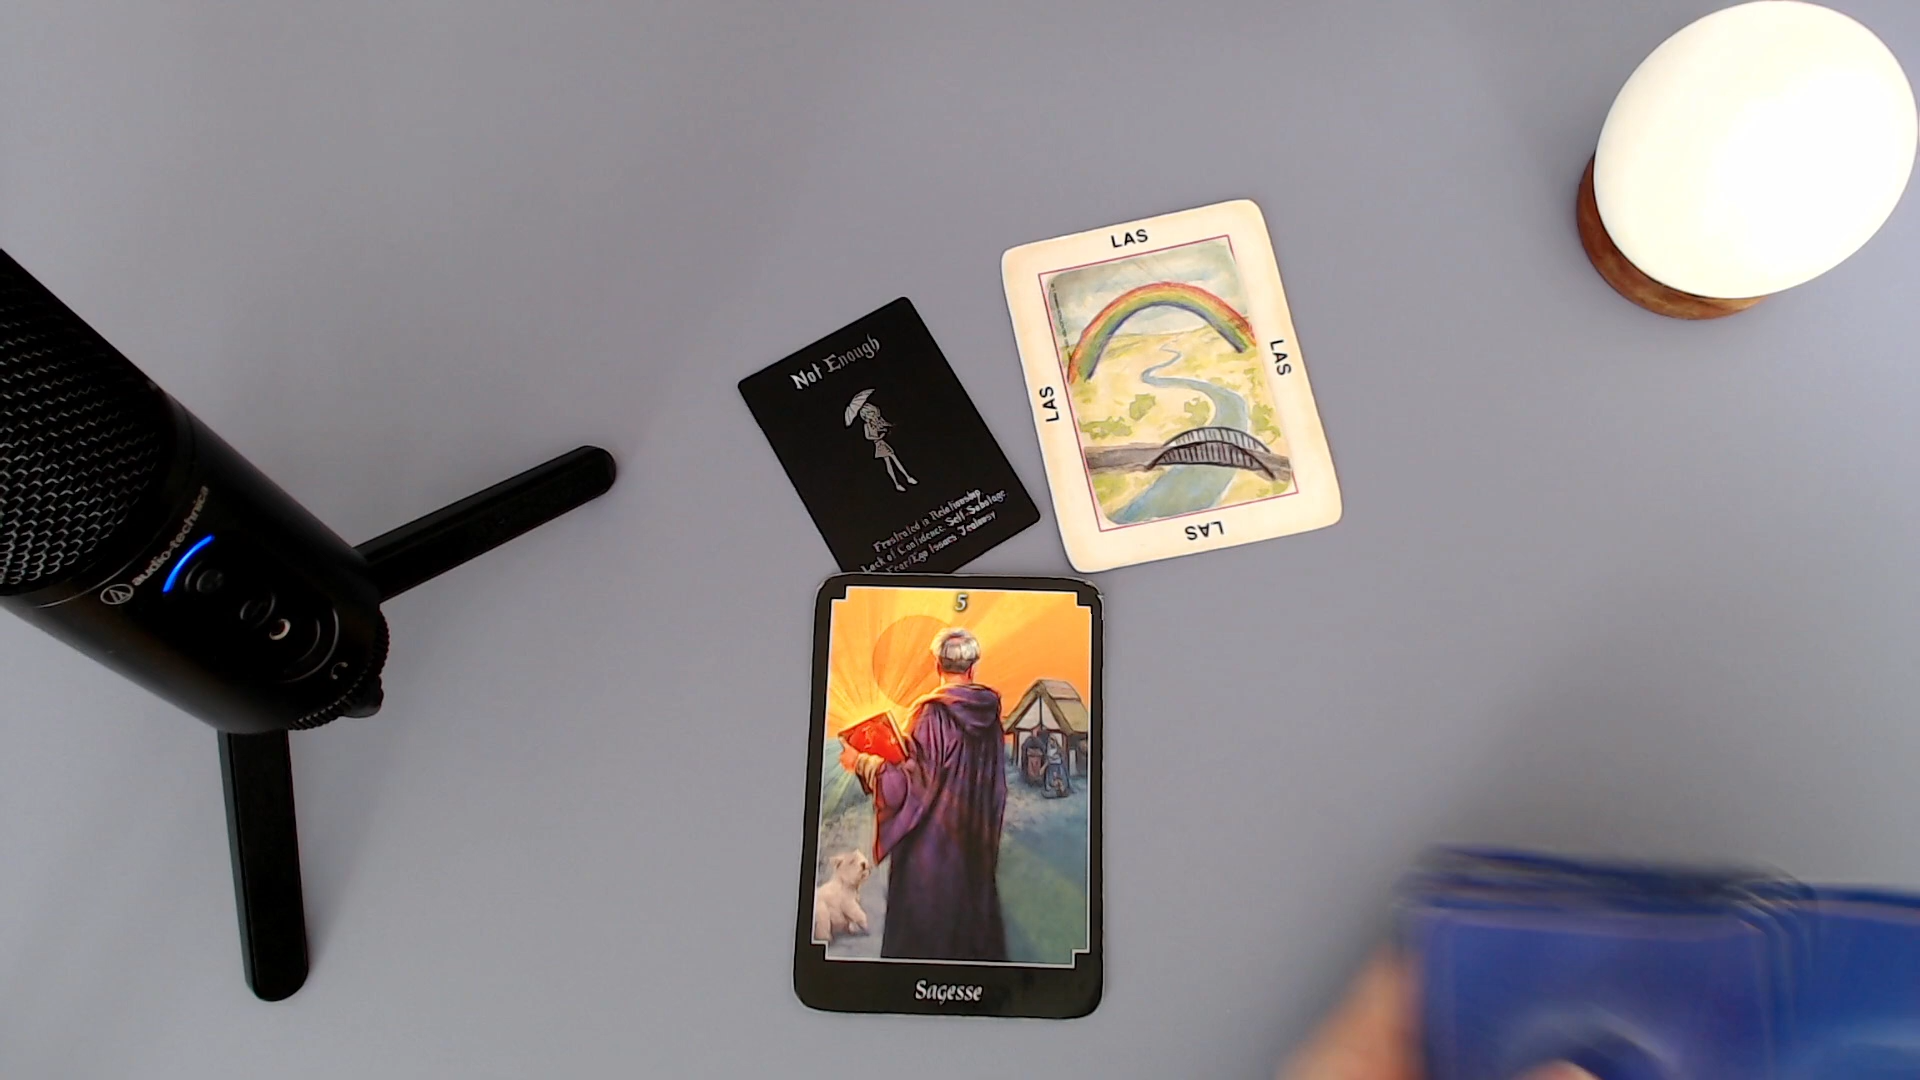 LAS
LAS
LAS
LAS
Not Enough
Frustrated in Relationship
Lack of Confidence Self-Sabotage
Fear/Ego Issues Jealousy
audio-technica
5
Sagesse